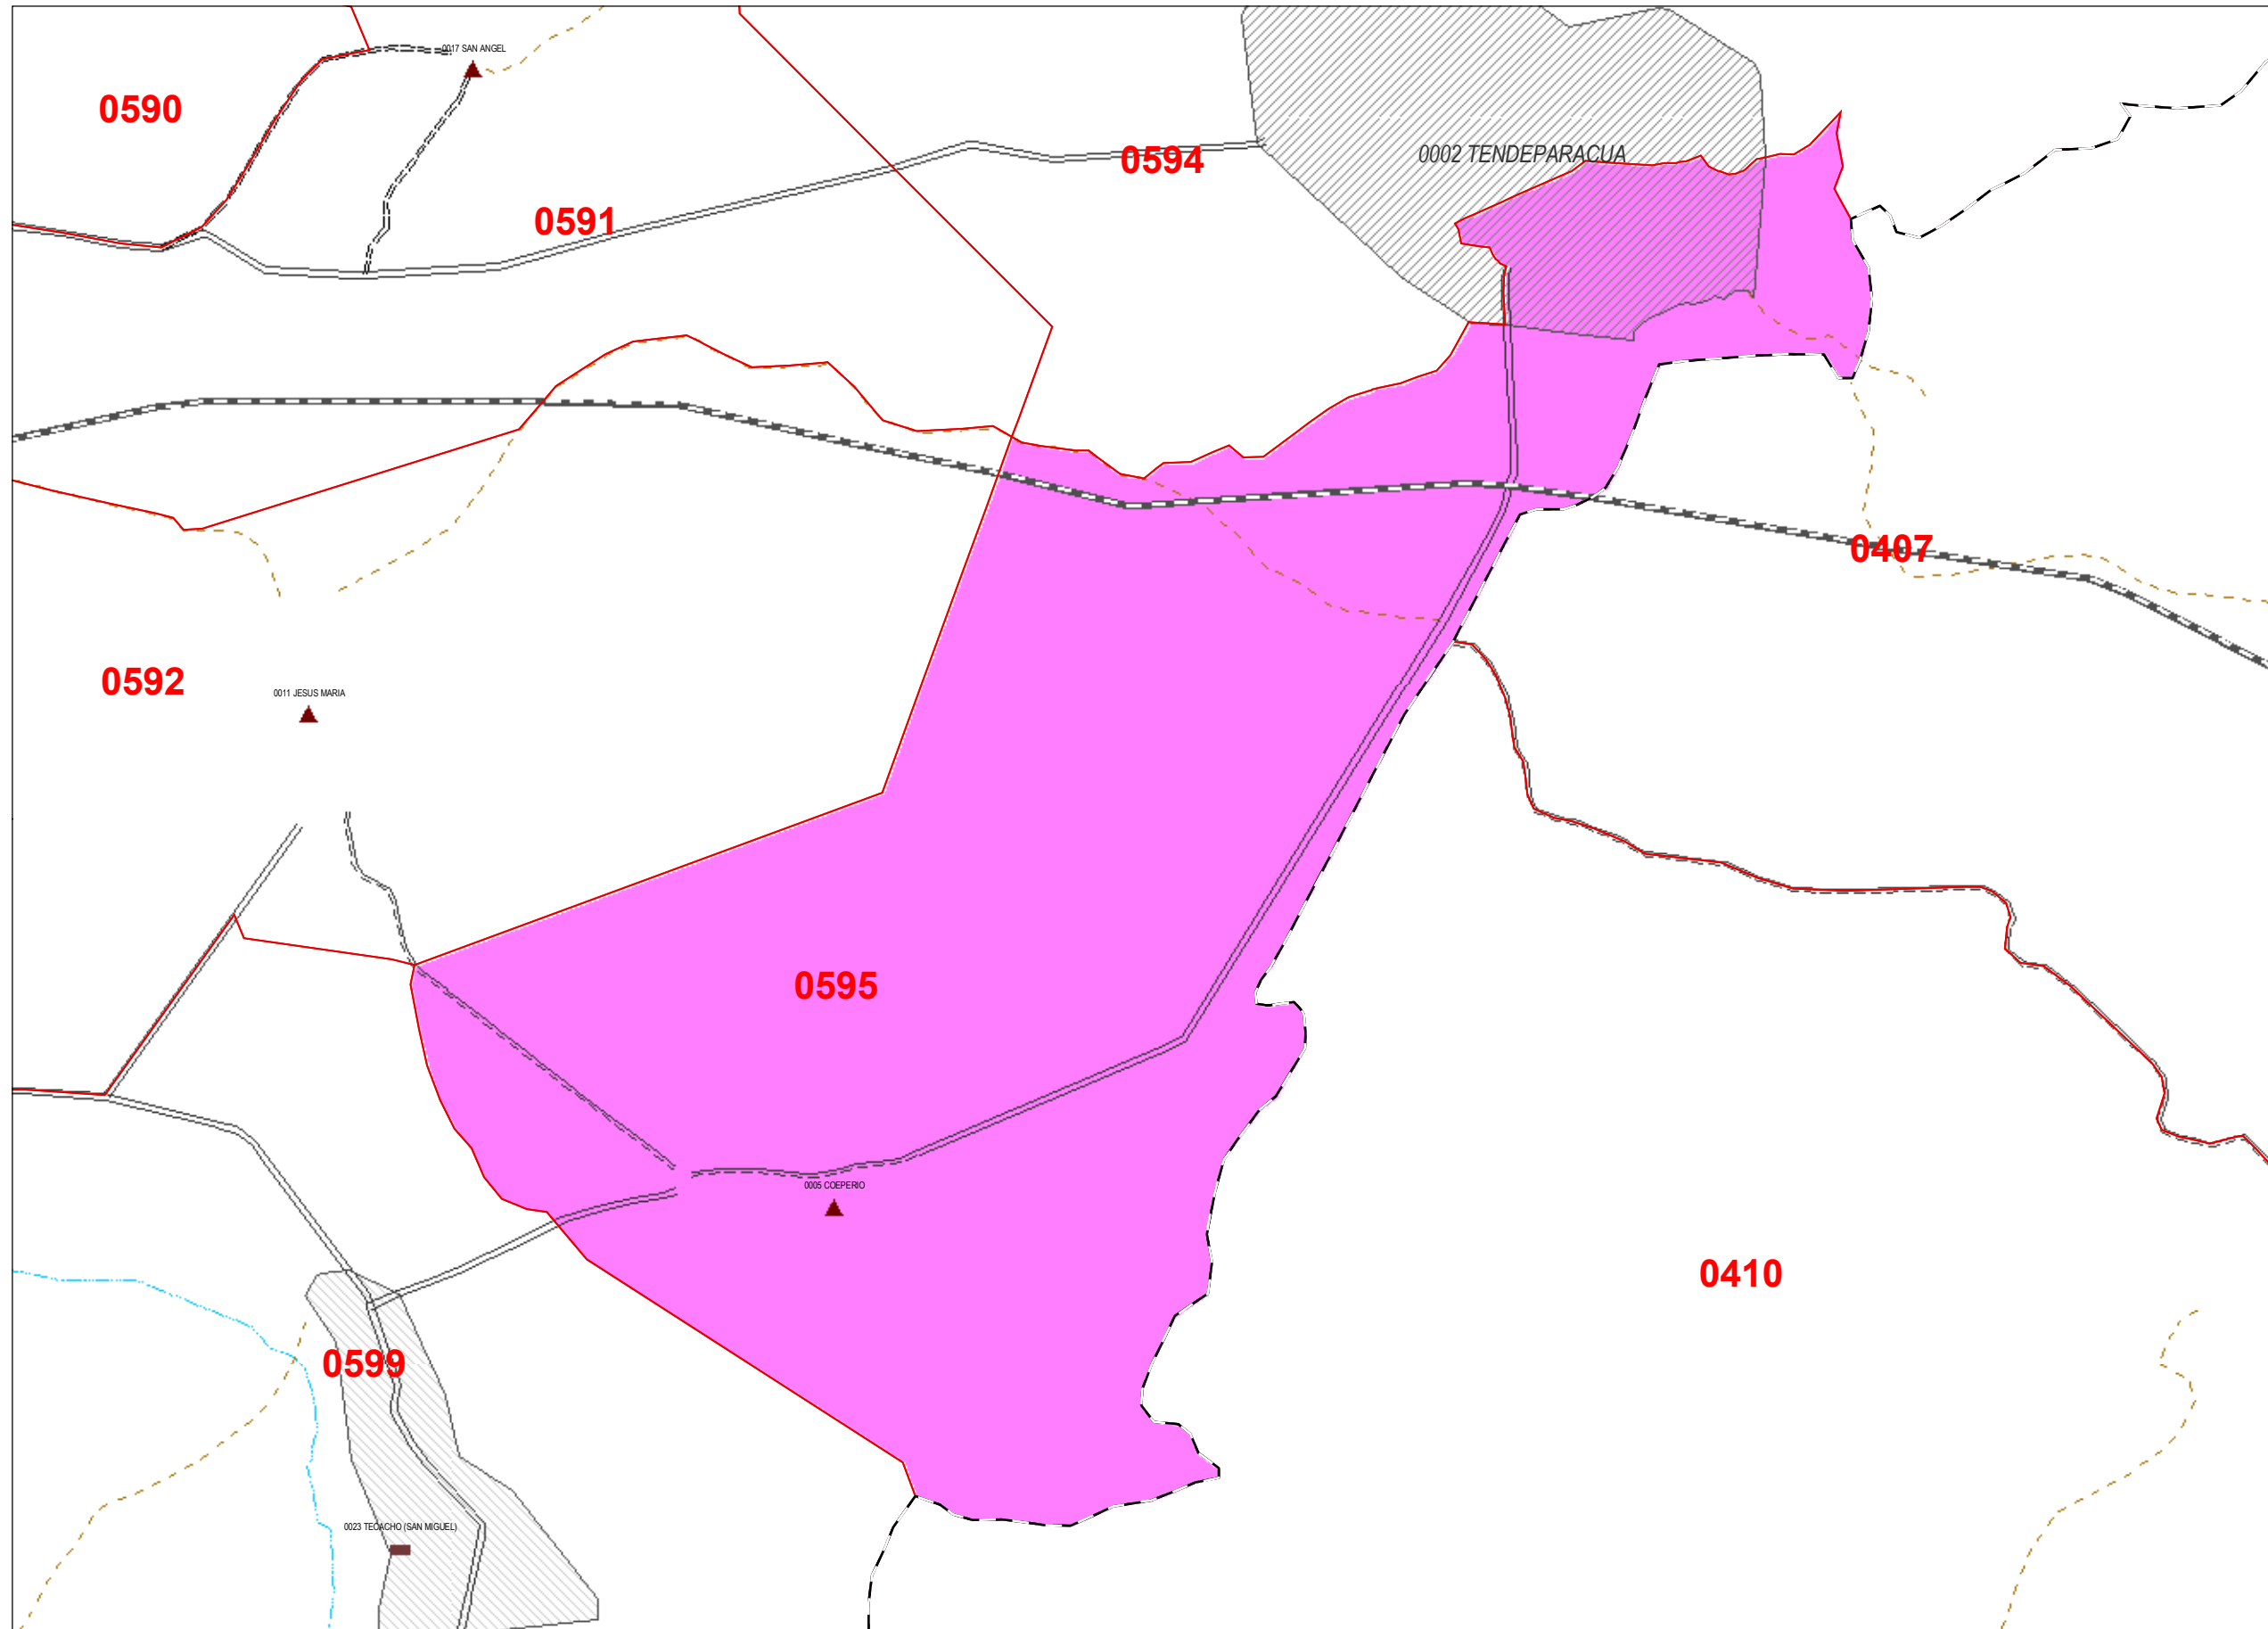 0017 SAN ANGEL
0590
0594
0002 TENDEPARACUA
0591
0407
0592
0011 JESUS MARIA
0595
0005 COEPERIO
0410
0599
0023 TECACHO (SAN MIGUEL)